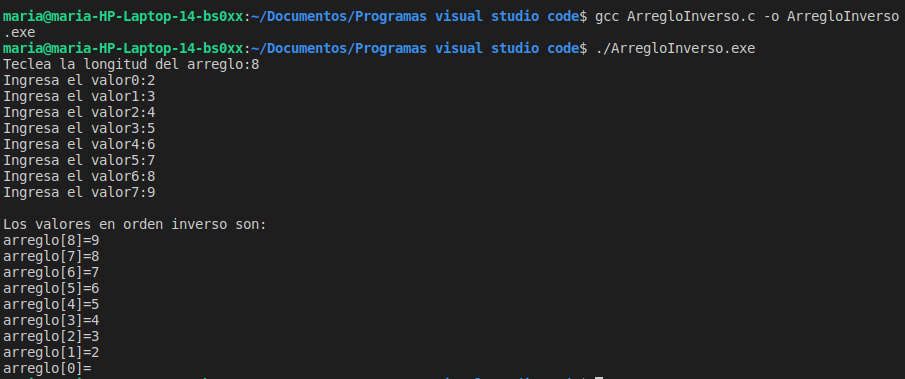 maria@maria-HP-Laptop-14-bs0xx:~/Documentos/Programas visual studio code$ gcc ArregloInverso.c -o ArregloInverso
.exe
maria@maria-HP-Laptop-14-bs0xx:~/Documentos/Programas visual studio code$ ./ArregloInverso.exe
Teclea la longitud del arreglo:8
Ingresa el valor0:2
Ingresa el valor1:3
Ingresa el valor2:4
Ingresa el valor3:5
Ingresa el valor4:6
Ingresa el valor5:7
Ingresa el valor6:8
Ingresa el valor7:9
Los valores en orden inverso son:
arreglo[8]=9
arreglo[7]=8
arreglo[6]=7
arreglo[5]=6
arreglo[4]=5
arreglo[3]=4
arreglo[2]=3
arreglo[1]=2
arreglo[0]=